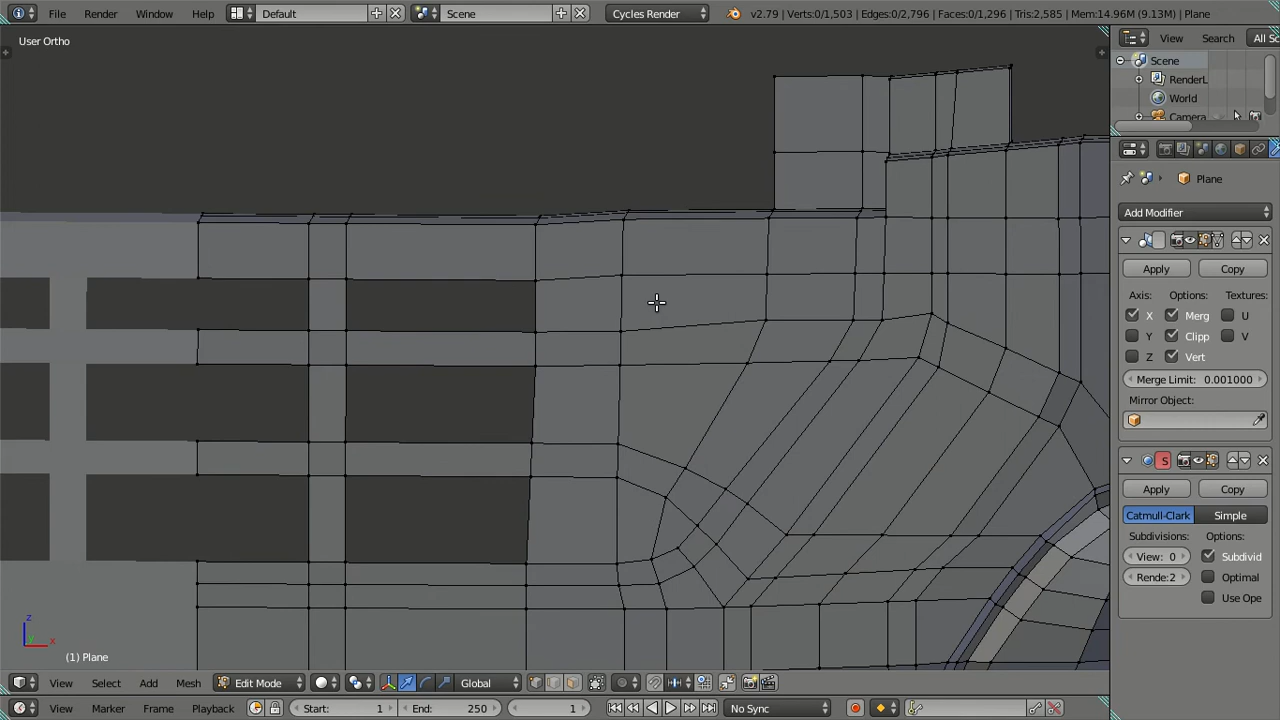 File Render Window Help Default Scene Cycles Render v2.79 | Verts:0/1,503 | Edges:0/2,796 | Faces:0/1,296 | Tris:2,585 | Mem:14.96M (9.13M) | Plane
User Ortho
View Search All Sc
Scene
RenderL
World
Camera
Plane
Add Modifier
Apply Copy
Axis: Options: Textures:
X Merg U
Y Clipp V
Z Vert
Merge Limit: 0.001000
Mirror Object:
S
Apply Copy
Catmull-Clark Simple
Subdivisions: Options:
View: 0 Subdivid
Rende:2 Optimal
Use Ope
z
y x
(1) Plane
View Select Add Mesh Edit Mode Global
View Marker Frame Playback Start: 1 End: 250 1 No Sync